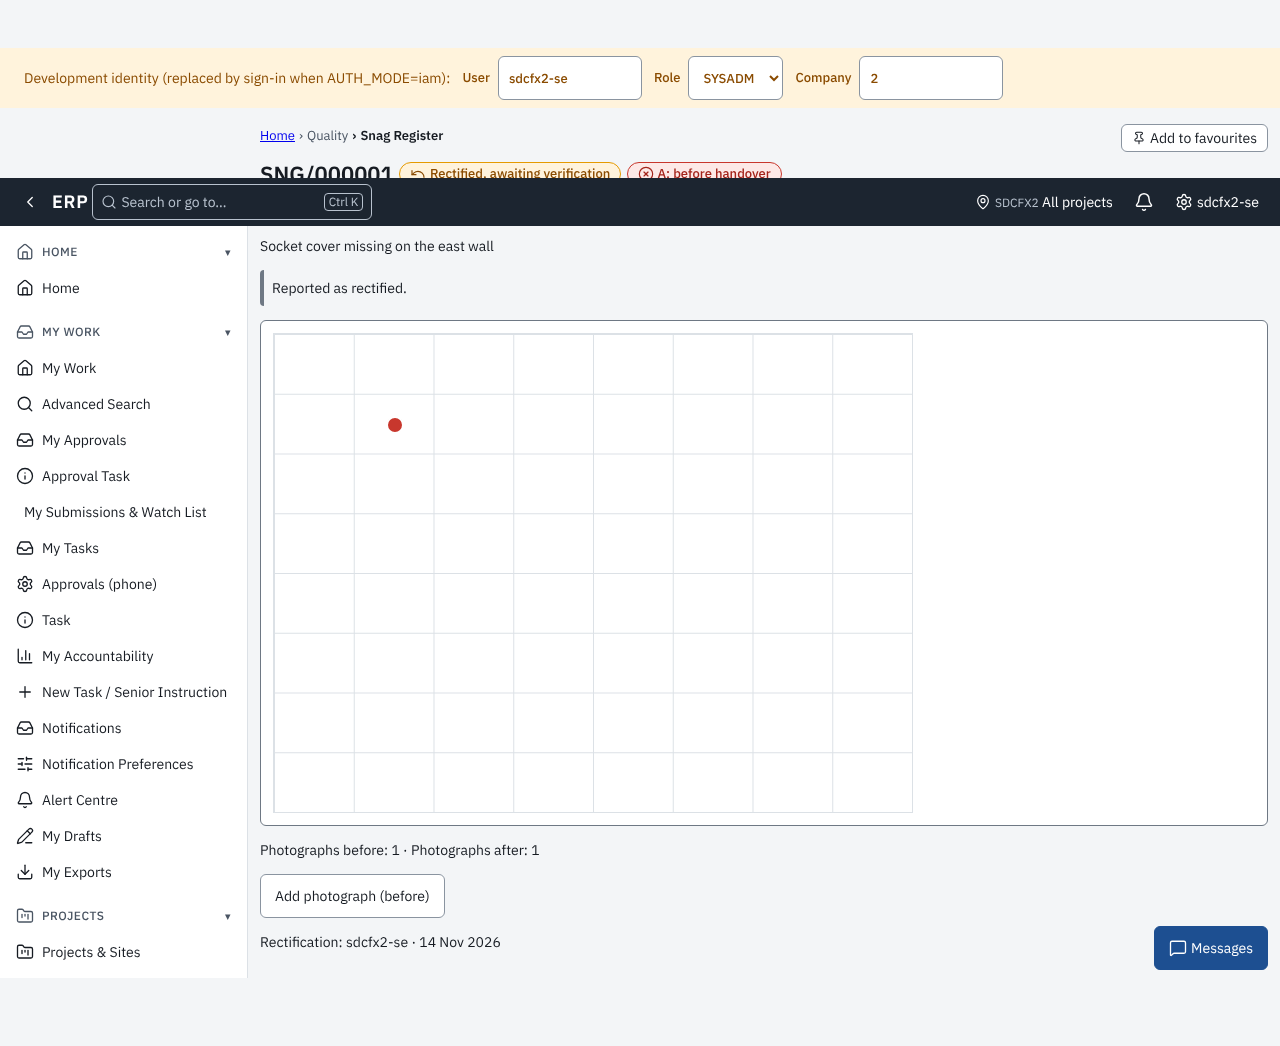 Development identity (replaced by sign-in when AUTH_MODE=iam): User sdcfx2-se Role SYSADM Company 2
Home › Quality › Snag Register
Add to favourites
SNG/000001 Rectified, awaiting verification A: before handover
ERP Search or go to... Ctrl K SDCFX2 All projects sdcfx2-se
HOME
Home
MY WORK
My Work
Advanced Search
My Approvals
Approval Task
My Submissions & Watch List
My Tasks
Approvals (phone)
Task
My Accountability
New Task / Senior Instruction
Notifications
Notification Preferences
Alert Centre
My Drafts
My Exports
PROJECTS
Projects & Sites
Socket cover missing on the east wall
Reported as rectified.
Photographs before: 1 · Photographs after: 1
Add photograph (before)
Rectification: sdcfx2-se · 14 Nov 2026
Messages